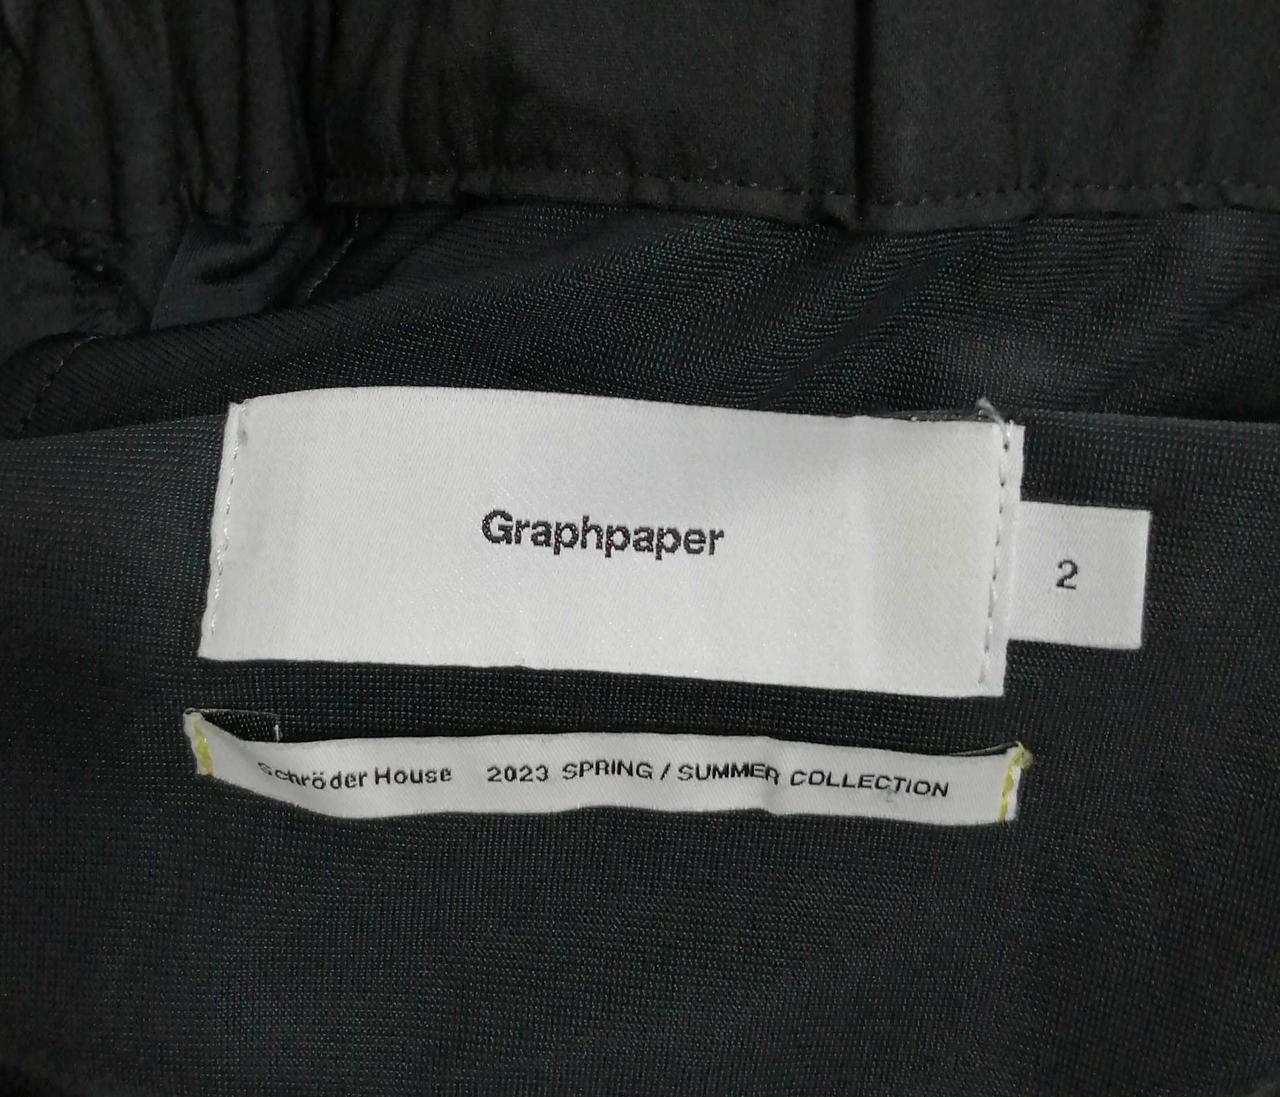 Graphpaper
2
Schröder House 2023 SPRING / SUMMER COLLECTION